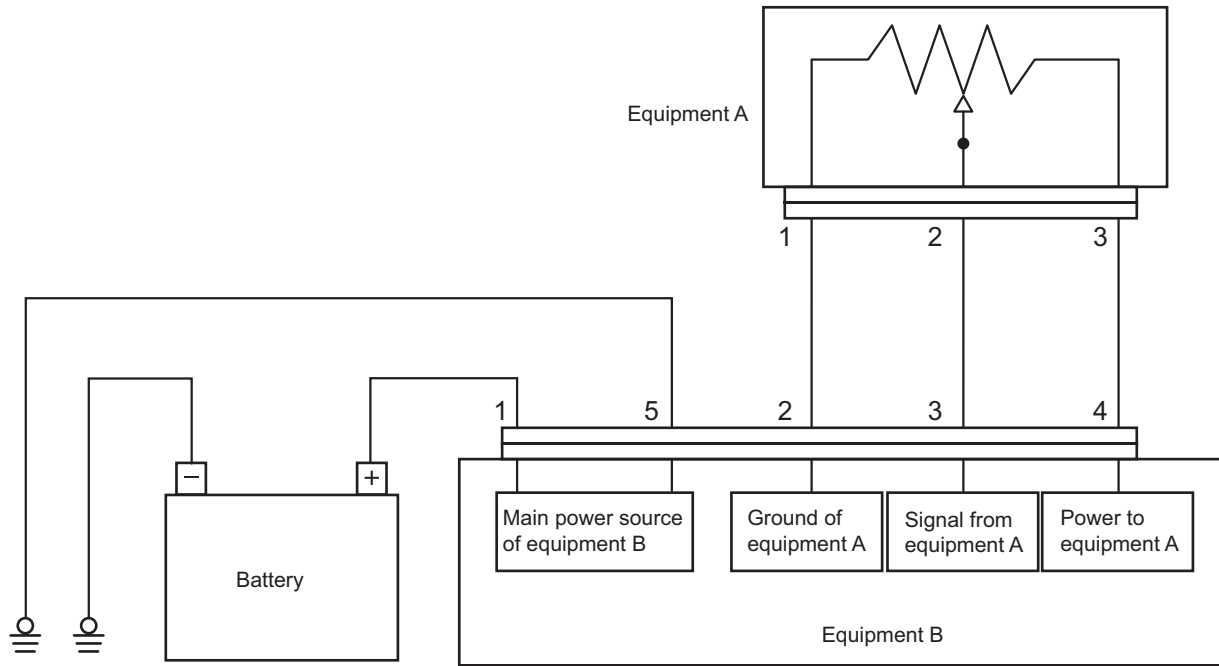 Equipment A
1
2
3
1
5
2
3
4
−
+
Main power source
of equipment B
Ground of
equipment A
Signal from
equipment A
Power to
equipment A
Battery
Equipment B